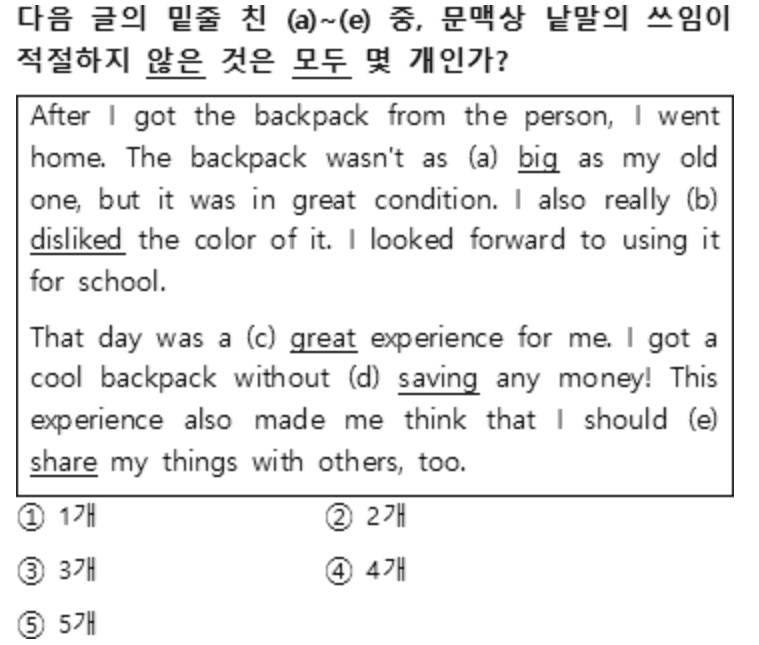 다음 글의 밑줄 친 (a)~(e) 중, 문맥상 낱말의 쓰임이
적절하지 않은 것은 모두 몇 개인가?
After I got the backpack from the person, I went
home. The backpack wasn't as (a) big as my old
one, but it was in great condition. I also really (b)
disliked the color of it. I looked forward to using it
for school.
That day was a (c) great experience for me. I got a
cool backpack without (d) saving any money! This
experience also made me think that I should (e)
share my things with others, too.
① 1개 ② 2개
③ 3개 ④ 4개
⑤ 5개